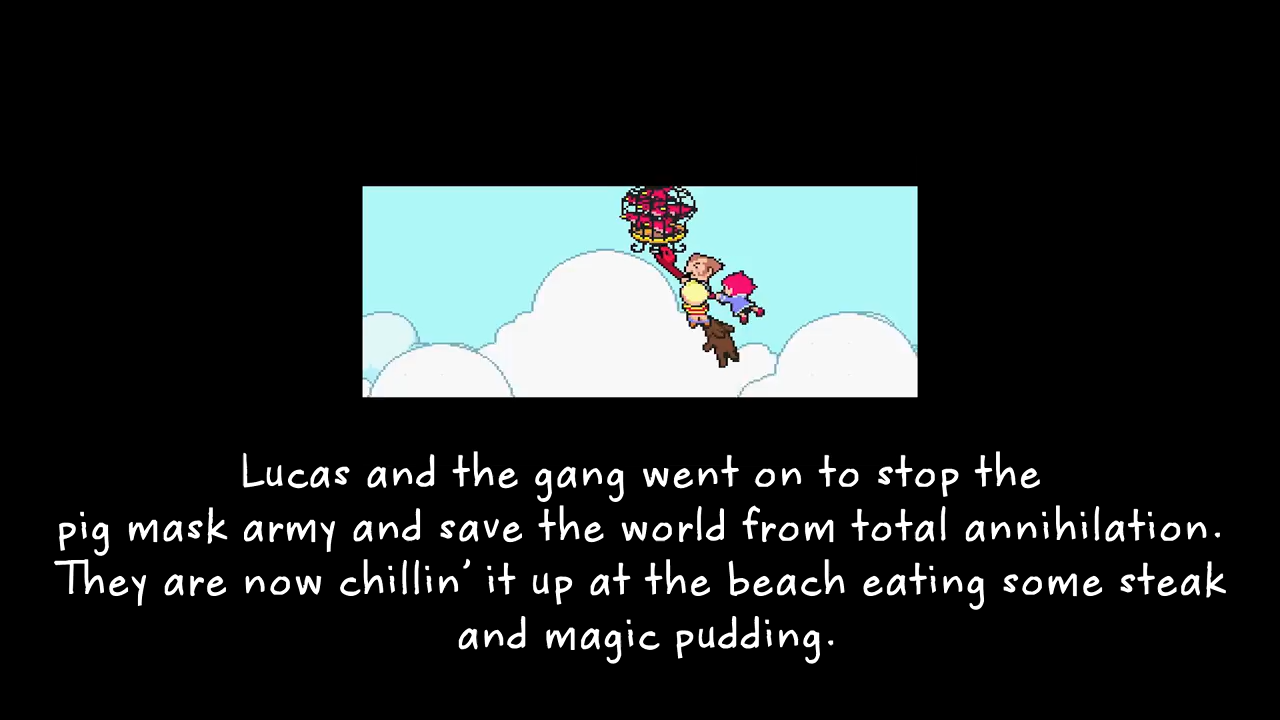 Lucas and the gang went on to stop the
pig mask army and save the world from total annihilation.
They are now chillin' it up at the beach eating some steak
and magic pudding.